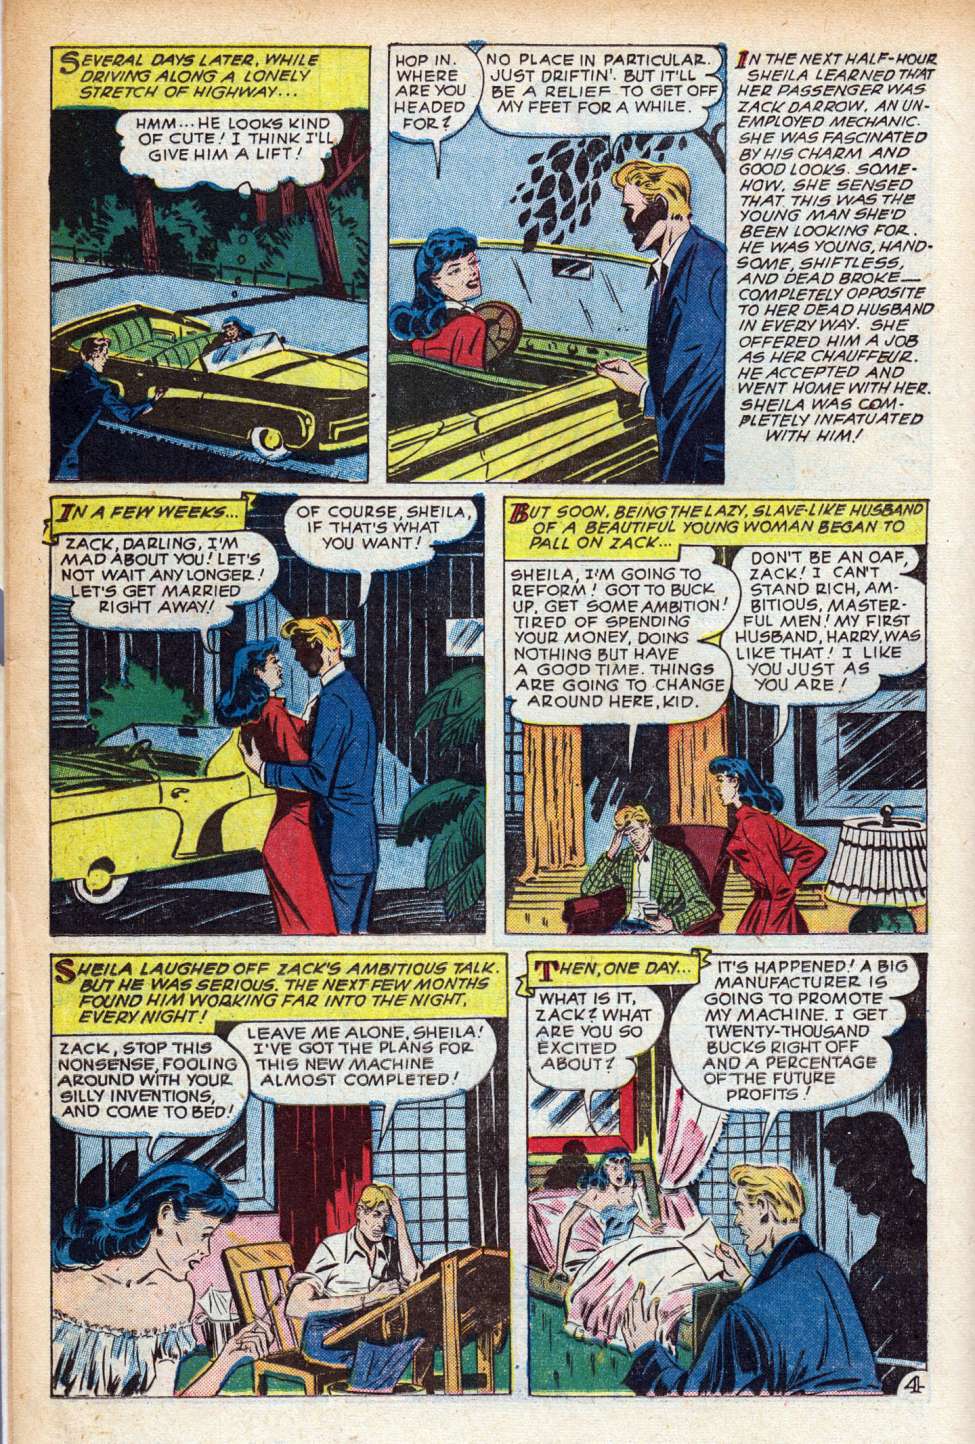 SEVERAL DAYS LATER, WHILE
DRIVING ALONG A LONELY
STRETCH OF HIGHWAY...
HMM...HE LOOKS KIND
OF CUTE! I THINK I'LL
GIVE HIM A LIFT!
HOP IN.
WHERE
ARE YOU
HEADED
FOR?
NO PLACE IN PARTICULAR.
JUST DRIFTIN'. BUT IT'LL
BE A RELIEF TO GET OFF
MY FEET FOR A WHILE.
IN THE NEXT HALF-HOUR
SHEILA LEARNED THAT
HER PASSENGER WAS
ZACK DARROW, AN UN-
EMPLOYED MECHANIC.
SHE WAS FASCINATED
BY HIS CHARM AND
GOOD LOOKS. SOME-
HOW, SHE SENSED
THAT THIS WAS THE
YOUNG MAN SHE'D
BEEN LOOKING FOR.
HE WAS YOUNG, HAND-
SOME, SHIFTLESS,
AND DEAD BROKE—
COMPLETELY OPPOSITE
TO HER DEAD HUSBAND
IN EVERY WAY. SHE
OFFERED HIM A JOB
AS HER CHAUFFEUR.
HE ACCEPTED AND
WENT HOME WITH HER.
SHEILA WAS COM-
PLETELY INFATUATED
WITH HIM!
IN A FEW WEEKS...
ZACK, DARLING, I'M
MAD ABOUT YOU! LET'S
NOT WAIT ANY LONGER!
LET'S GET MARRIED
RIGHT AWAY!
OF COURSE, SHEILA,
IF THAT'S WHAT
YOU WANT!
BUT SOON, BEING THE LAZY, SLAVE-LIKE HUSBAND
OF A BEAUTIFUL YOUNG WOMAN BEGAN TO
PALL ON ZACK...
SHEILA, I'M GOING TO
REFORM! GOT TO BUCK
UP, GET SOME AMBITION!
TIRED OF SPENDING
YOUR MONEY, DOING
NOTHING BUT HAVE
A GOOD TIME. THINGS
ARE GOING TO CHANGE
AROUND HERE, KID.
DON'T BE AN OAF,
ZACK! I CAN'T
STAND RICH, AM-
BITIOUS, MASTER-
FUL MEN! MY FIRST
HUSBAND, HARRY, WAS
LIKE THAT! I LIKE
YOU JUST AS
YOU ARE!
SHEILA LAUGHED OFF ZACK'S AMBITIOUS TALK.
BUT HE WAS SERIOUS. THE NEXT FEW MONTHS
FOUND HIM WORKING FAR INTO THE NIGHT,
EVERY NIGHT!
ZACK, STOP THIS
NONSENSE, FOOLING
AROUND WITH YOUR
SILLY INVENTIONS,
AND COME TO BED!
LEAVE ME ALONE, SHEILA!
I'VE GOT THE PLANS FOR
THIS NEW MACHINE
ALMOST COMPLETED!
THEN, ONE DAY...
WHAT IS IT,
ZACK? WHAT
ARE YOU SO
EXCITED
ABOUT?
IT'S HAPPENED! A BIG
MANUFACTURER IS
GOING TO PROMOTE
MY MACHINE. I GET
TWENTY-THOUSAND
BUCKS RIGHT OFF
AND A PERCENTAGE
OF THE FUTURE
PROFITS!
4